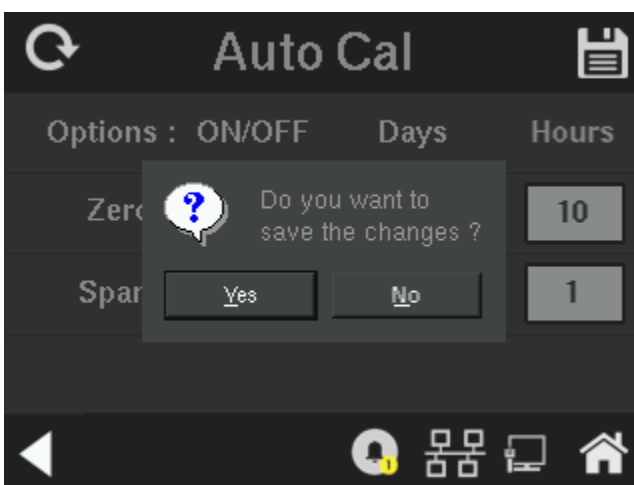 Auto Cal
Options : ON/OFF Days Hours
Zero
10
Do you want to
save the changes ?
Span
1
Yes
No
1